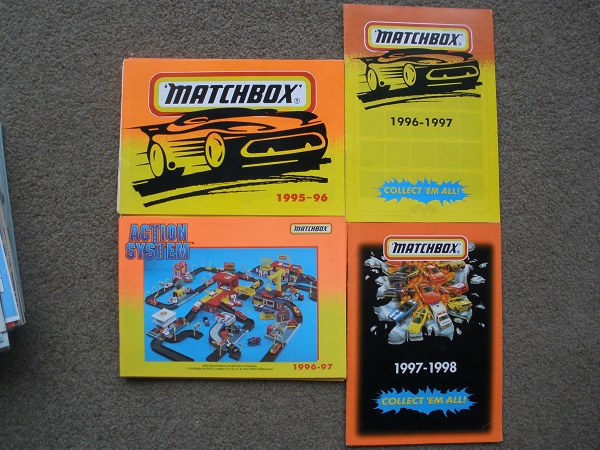 MATCHBOX®
1995-96
MATCHBOX®
1996-1997
COLLECT 'EM ALL!
ACTION
SYSTEM™
MATCHBOX
1996-97
MATCHBOX
1997-1998
COLLECT 'EM ALL!